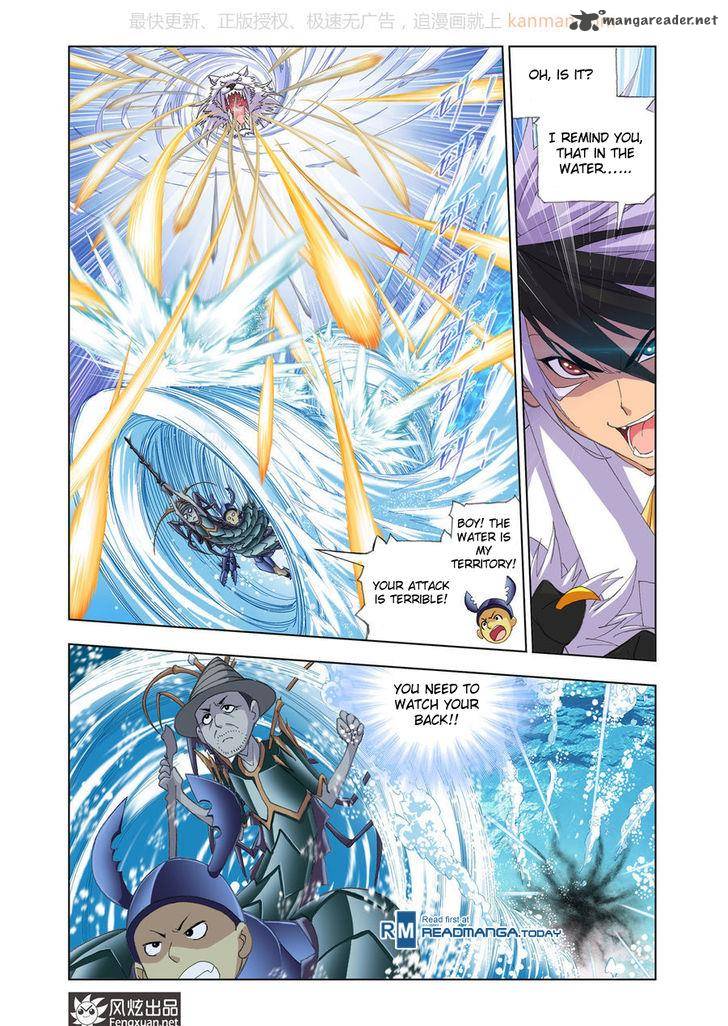 最快更新、正版授权、极速无广告，追漫画就上 kanman.
mangareader.net
OH, IS IT?
I REMIND YOU,
THAT IN THE
WATER......
BOY! THE
WATER IS
MY
TERRITORY!
YOUR ATTACK
IS TERRIBLE!
YOU NEED TO
WATCH YOUR
BACK!!
RM
Read first at
READMANGA.TODAY
风炫出品
Fengxuan.net